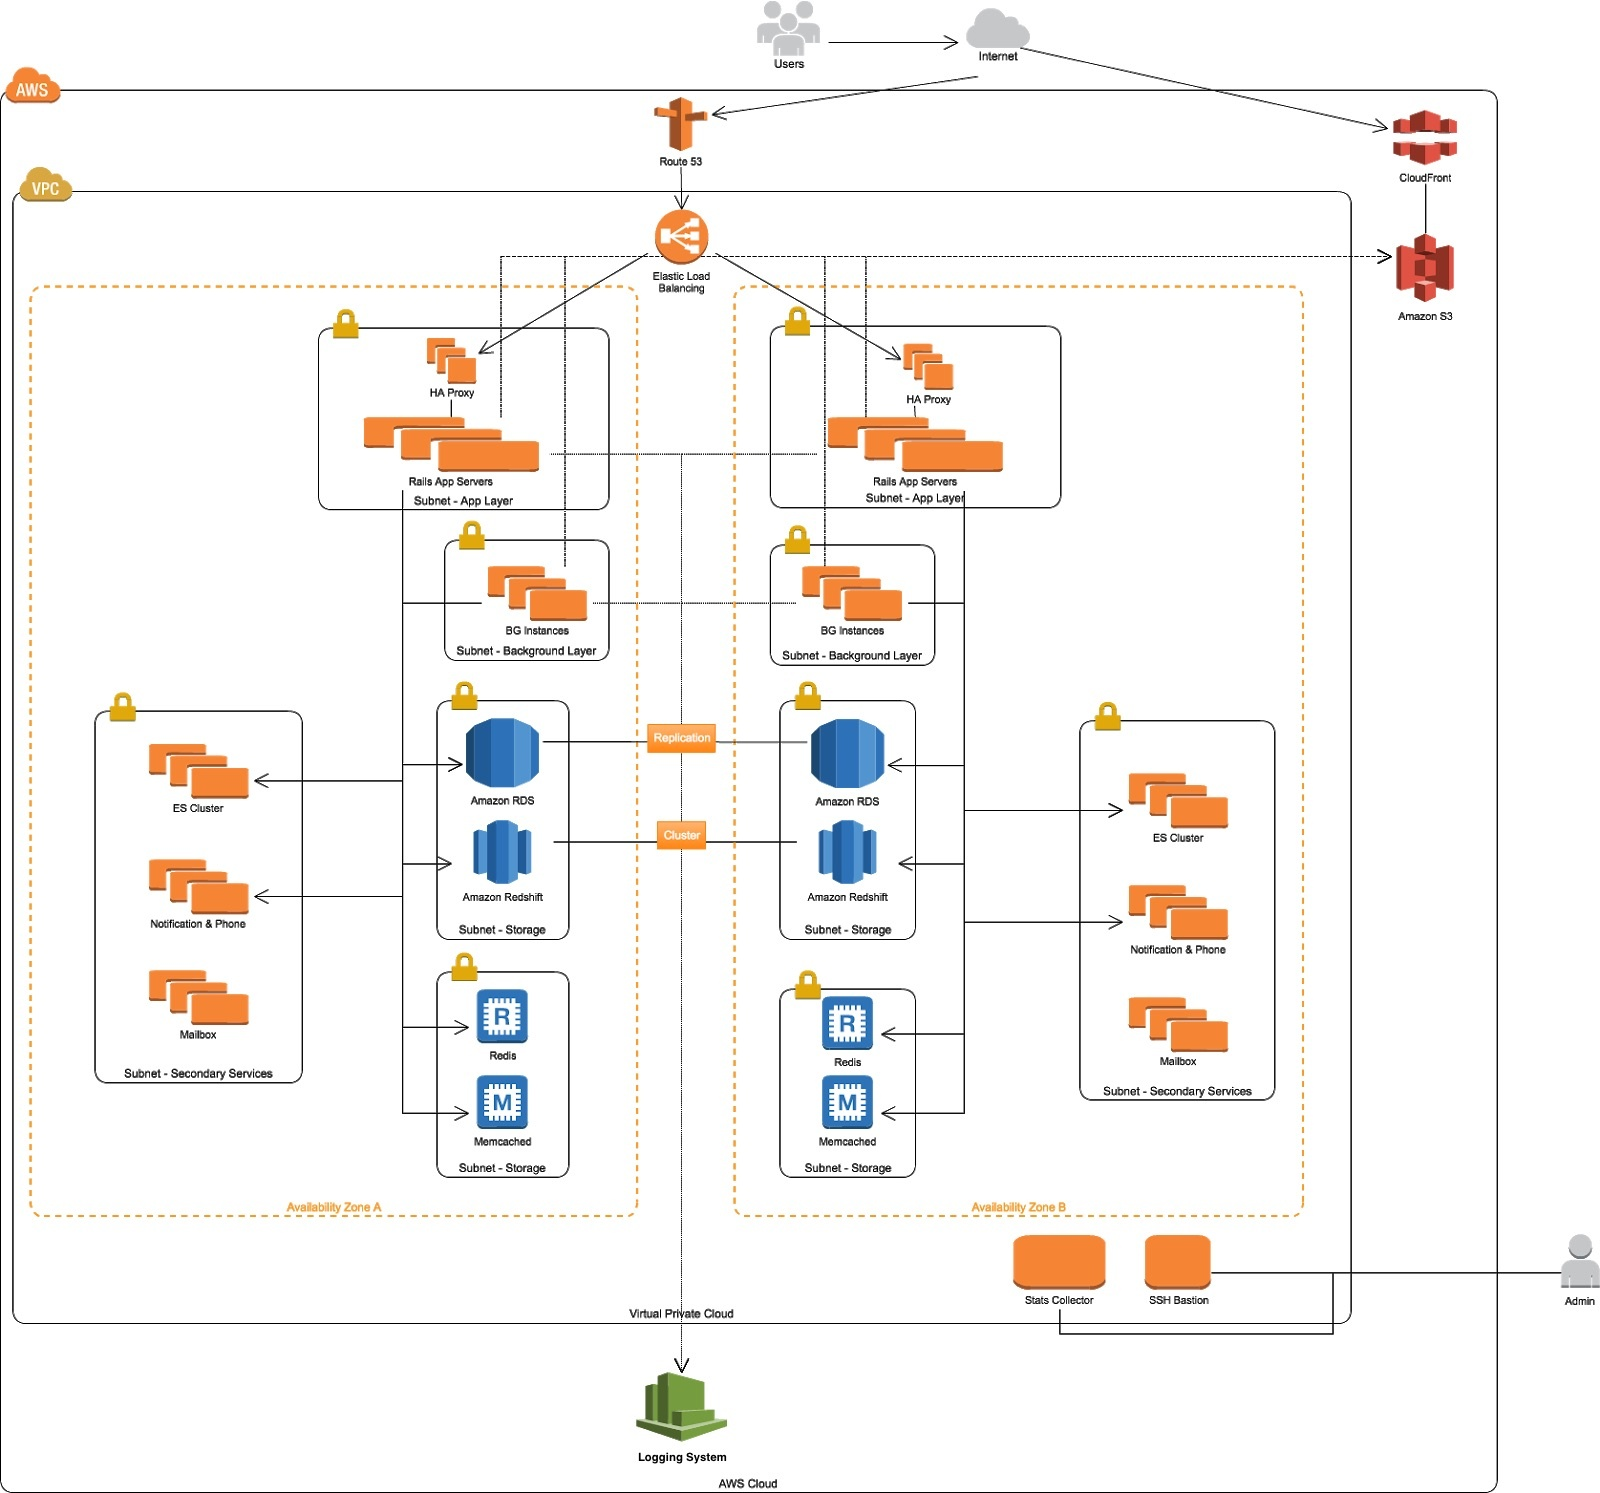 Users
Internet
AWS
Route 53
CloudFront
VPC
Elastic Load
Balancing
Amazon S3
HA Proxy
HA Proxy
Rails App Servers
Subnet - App Layer
Rails App Servers
Subnet - App Layer
BG Instances
Subnet - Background Layer
BG Instances
Subnet - Background Layer
Replication
Amazon RDS
Amazon RDS
ES Cluster
Cluster
ES Cluster
Amazon Redshift
Amazon Redshift
Notification & Phone
Subnet - Storage
Subnet - Storage
Notification & Phone
R
R
Mailbox
Redis
Redis
Mailbox
Subnet - Secondary Services
Subnet - Secondary Services
M
M
Memcached
Memcached
Subnet - Storage
Subnet - Storage
Availability Zone A
Availability Zone B
Stats Collector
SSH Bastion
Admin
Virtual Private Cloud
Logging System
AWS Cloud